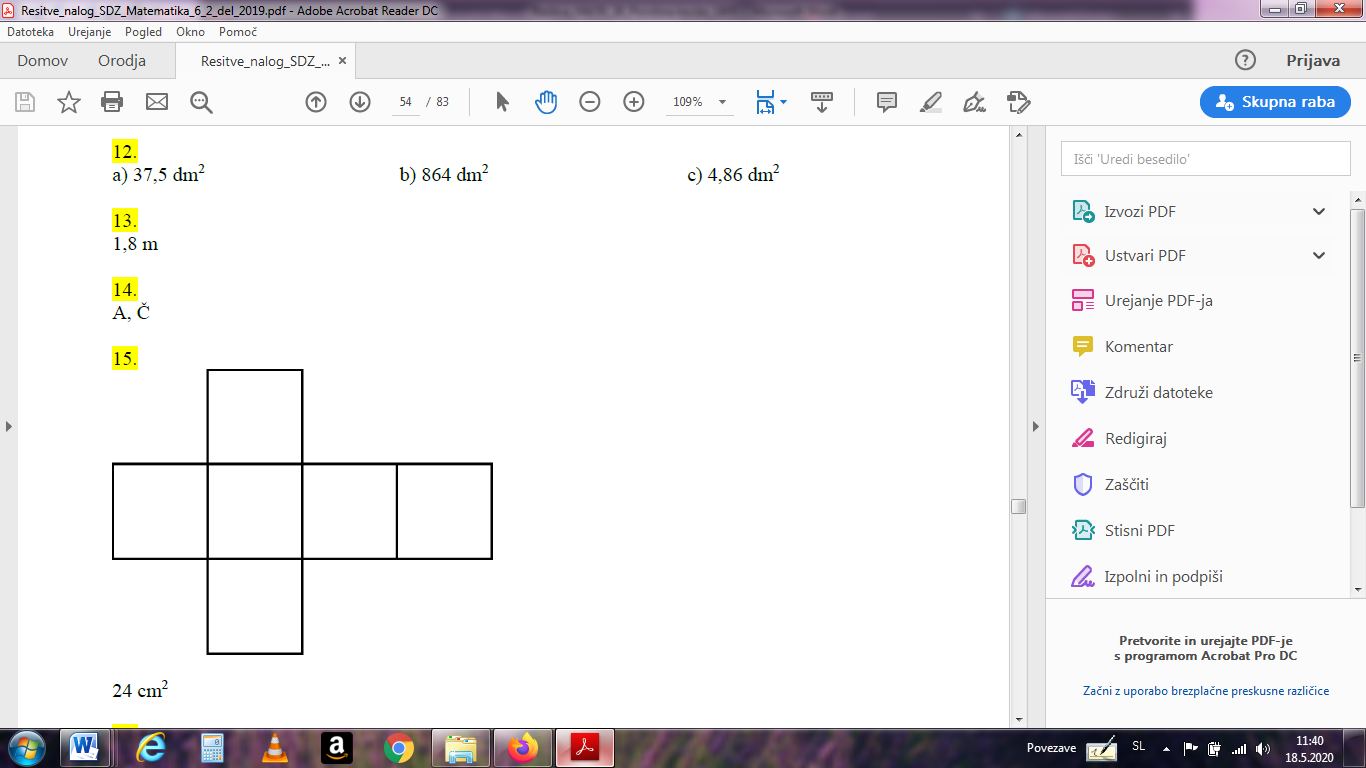 Resitve_nalog_SDZ_Matematika_6_2_del_2019.pdf - Adobe Acrobat Reader DC
Datoteka Urejanje Pogled Okno Pomoč
Domov Orodja Resitve_nalog_SDZ_... × ? Prijava
54 / 83 109% Skupna raba
12.
a) 37,5 dm² b) 864 dm² c) 4,86 dm²
13.
1,8 m
14.
A, Č
15.
24 cm²
Išči 'Uredi besedilo'
Izvozi PDF
Ustvari PDF
Urejanje PDF-ja
Komentar
Združi datoteke
Redigiraj
Zaščiti
Stisni PDF
Izpolni in podpiši
Pretvorite in urejajte PDF-je
s programom Acrobat Pro DC
Začni z uporabo brezplačne preskusne različice
Povezave SL 11:40
18.5.2020